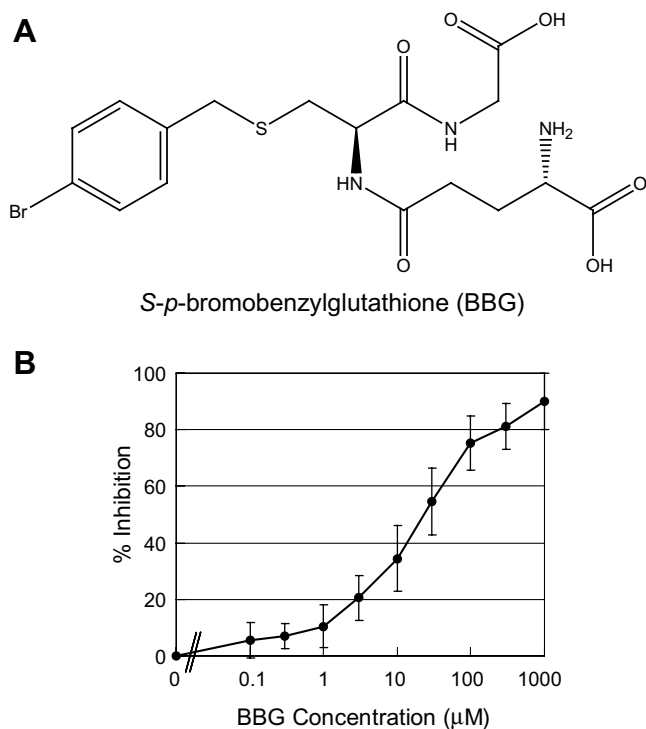 A
O
OH
O
S
N
H
NH₂
HN
O
Br
O
OH
S-p-bromobenzylglutathione (BBG)
B
100
80
60
40
20
0
% Inhibition
0 0.1 1 10 100 1000
BBG Concentration (μM)